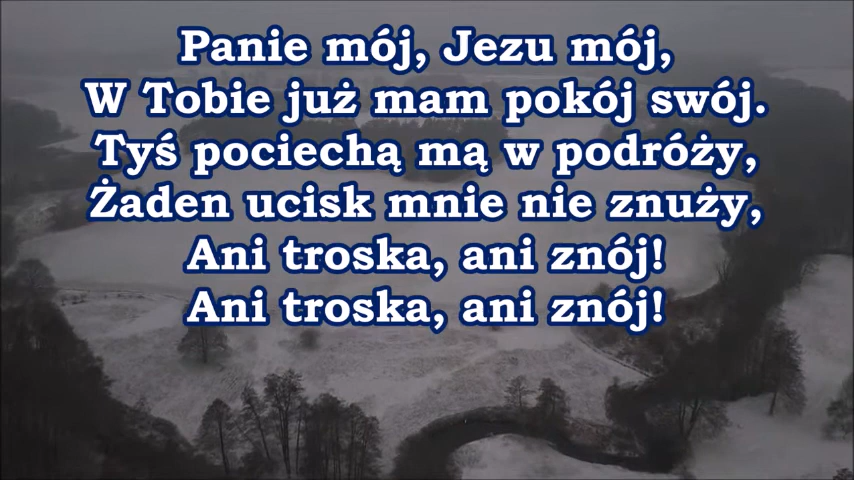 Panie mój, Jezu mój,
W Tobie już mam pokój swój.
Tyś pociechą mą w podróży,
Żaden ucisk mnie nie znuży,
Ani troska, ani znój!
Ani troska, ani znój!